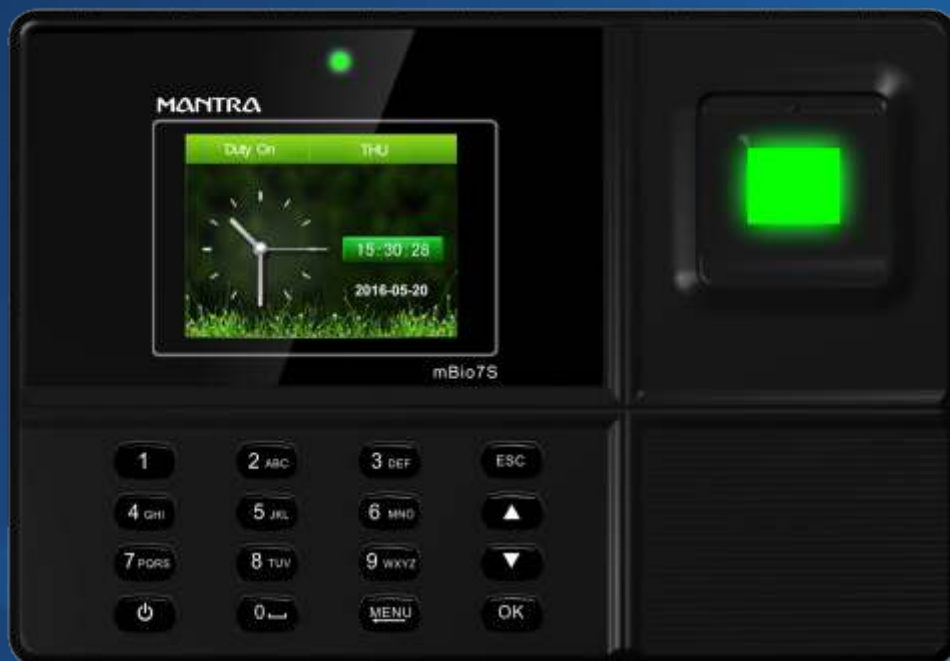 MANTRA
Duty On THU
15:30:28
2016-05-20
mBio7S
1 2 ABC 3 DEF ESC
4 GHI 5 JKL 6 MNO
7 PQRS 8 TUV 9 WXYZ
0 MENU OK